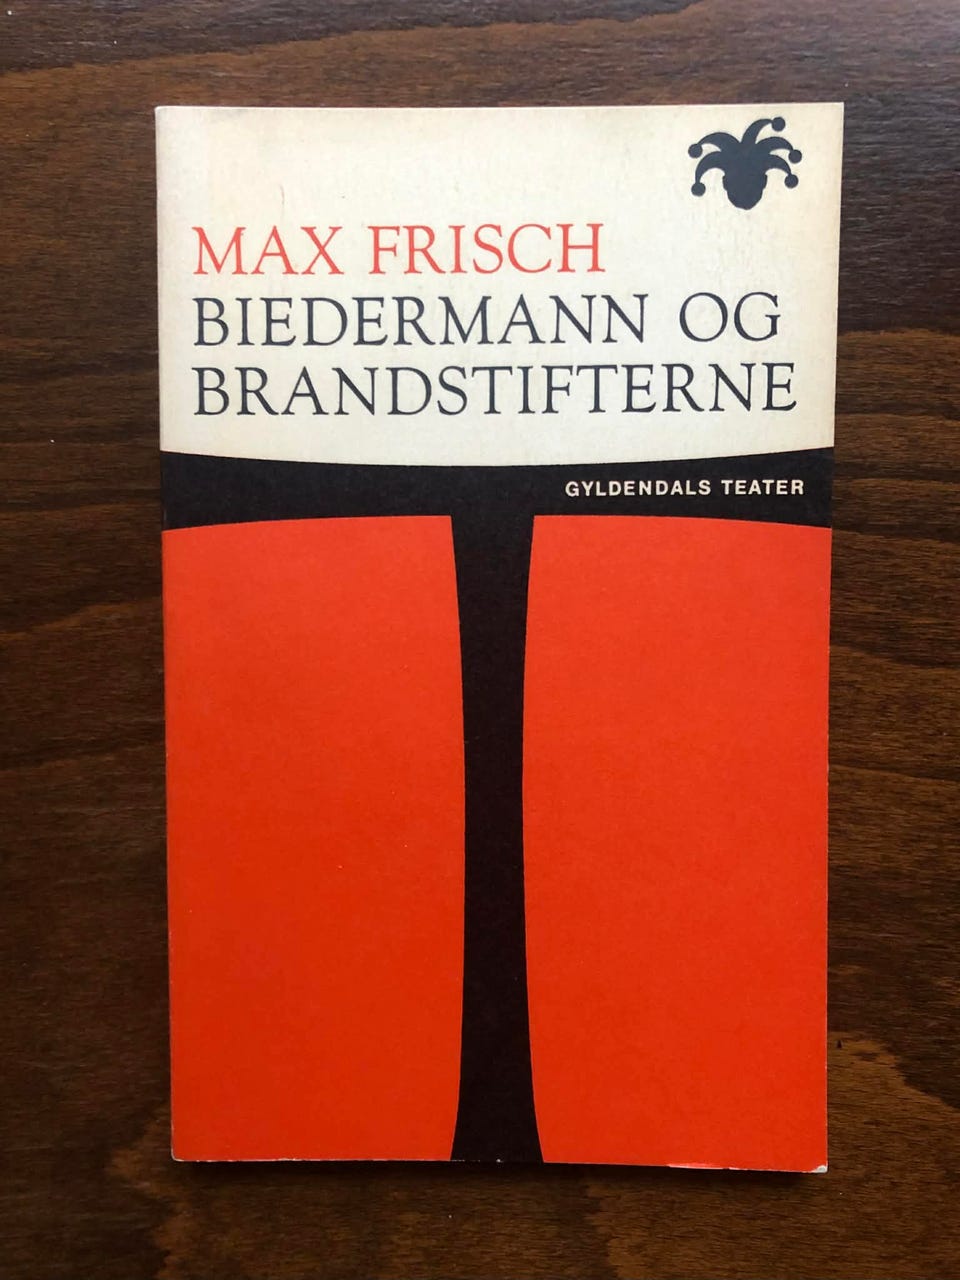 MAX FRISCH
BIEDERMANN OG
BRANDSTIFTERNE
GYLDENDALS TEATER